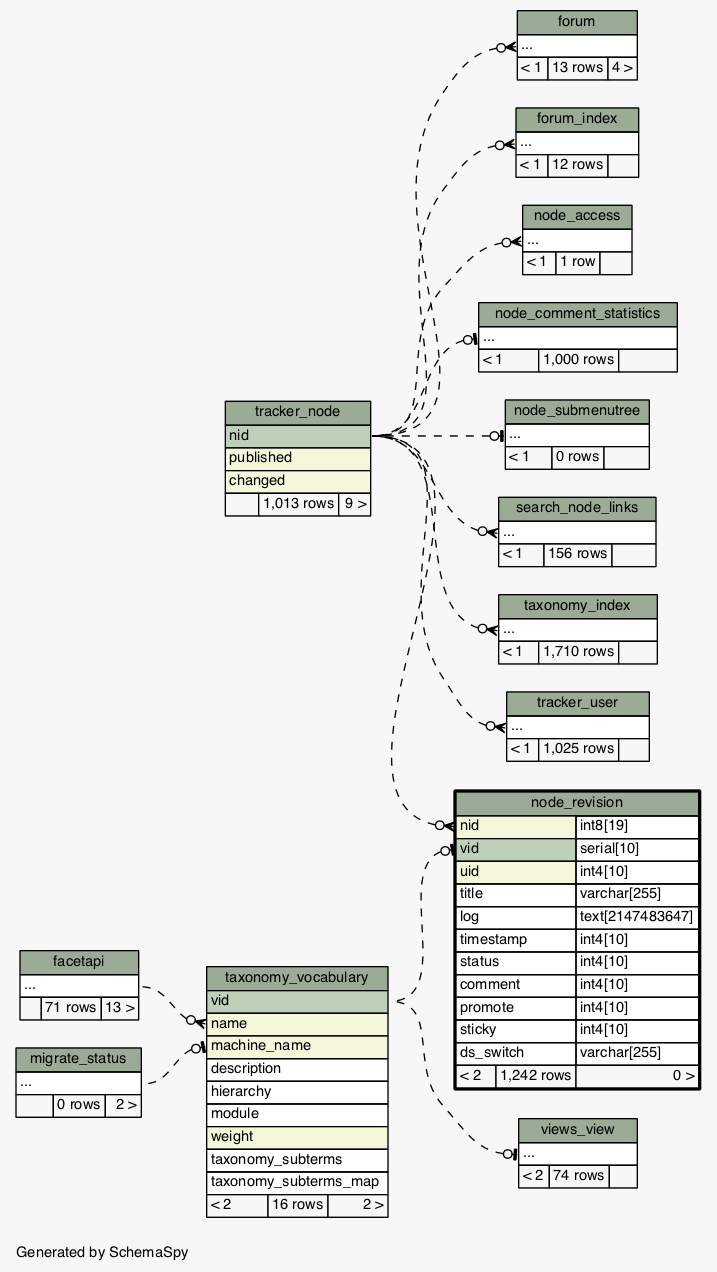 forum
...
< 1 13 rows 4 >
forum_index
...
< 1 12 rows
node_access
...
< 1 1 row
node_comment_statistics
...
< 1 1,000 rows
tracker_node
nid
published
changed
1,013 rows 9 >
node_submenutree
...
< 1 0 rows
search_node_links
...
< 1 156 rows
taxonomy_index
...
< 1 1,710 rows
tracker_user
...
< 1 1,025 rows
node_revision
nid int8[19]
vid serial[10]
uid int4[10]
title varchar[255]
log text[2147483647]
timestamp int4[10]
status int4[10]
comment int4[10]
promote int4[10]
sticky int4[10]
ds_switch varchar[255]
< 2 1,242 rows 0 >
facetapi
...
71 rows 13 >
migrate_status
...
0 rows 2 >
taxonomy_vocabulary
vid
name
machine_name
description
hierarchy
module
weight
taxonomy_subterms
taxonomy_subterms_map
< 2 16 rows 2 >
views_view
...
< 2 74 rows
Generated by SchemaSpy